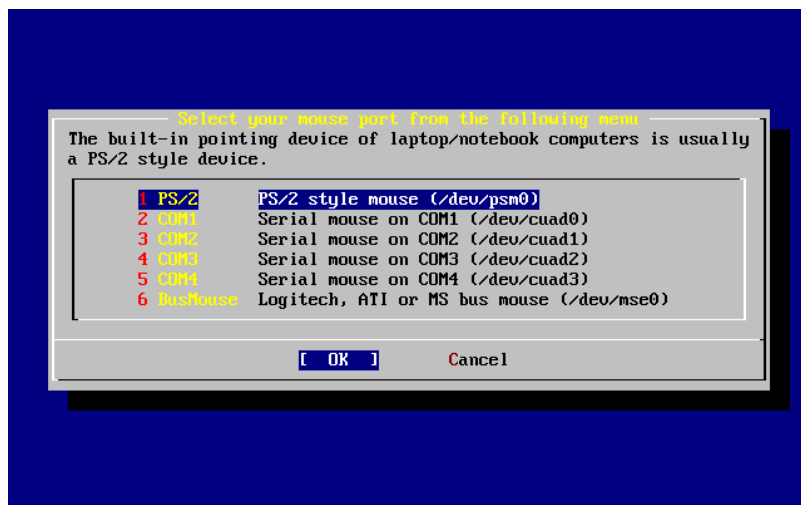 Select your mouse port from the following menu
The built-in pointing device of laptop/notebook computers is usually
a PS/2 style device.
1 PS/2 PS/2 style mouse (/dev/psm0)
2 COM1 Serial mouse on COM1 (/dev/cuad0)
3 COM2 Serial mouse on COM2 (/dev/cuad1)
4 COM3 Serial mouse on COM3 (/dev/cuad2)
5 COM4 Serial mouse on COM4 (/dev/cuad3)
6 BusMouse Logitech, ATI or MS bus mouse (/dev/mse0)
[ OK ] Cancel